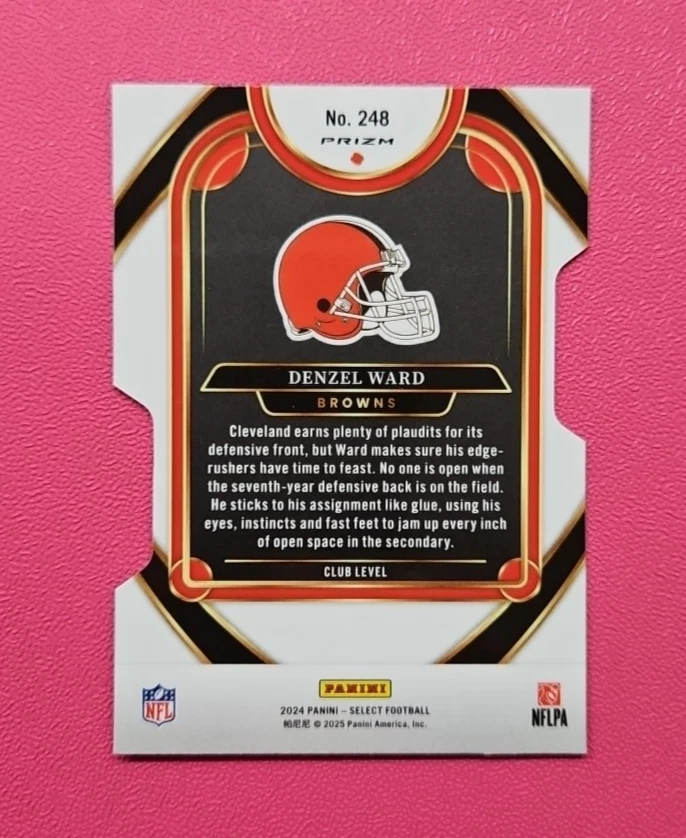 No. 248
PRIZM
DENZEL WARD
BROWNS
Cleveland earns plenty of plaudits for its
defensive front, but Ward makes sure his edge-
rushers have time to feast. No one is open when
the seventh-year defensive back is on the field.
He sticks to his assignment like glue, using his
eyes, instincts and fast feet to jam up every inch
of open space in the secondary.
CLUB LEVEL
PANINI
NFL
2024 PANINI – SELECT FOOTBALL
帕尼尼 © 2025 Panini America, Inc.
NFLPA